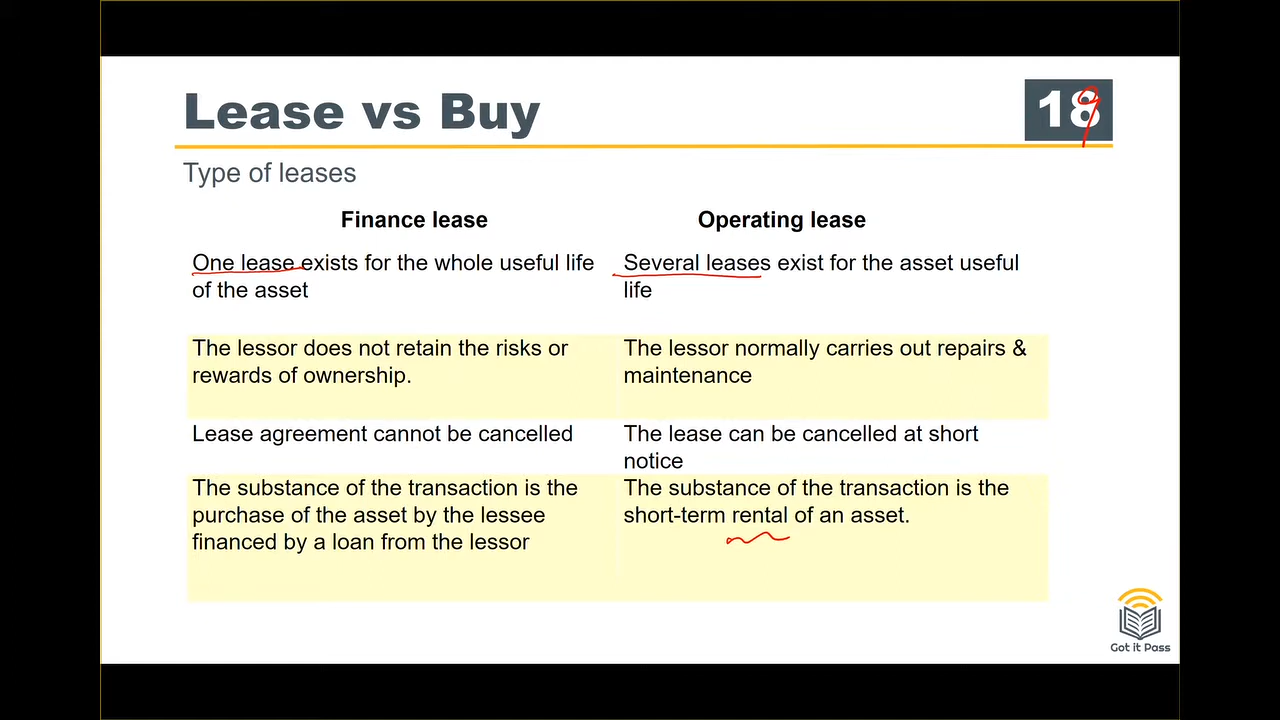 Lease vs Buy
18
9
Type of leases
Finance lease
Operating lease
One lease exists for the whole useful life
of the asset
Several leases exist for the asset useful
life
The lessor does not retain the risks or
rewards of ownership.
The lessor normally carries out repairs &
maintenance
Lease agreement cannot be cancelled
The lease can be cancelled at short
notice
The substance of the transaction is the
purchase of the asset by the lessee
financed by a loan from the lessor
The substance of the transaction is the
short-term rental of an asset.
Got it Pass